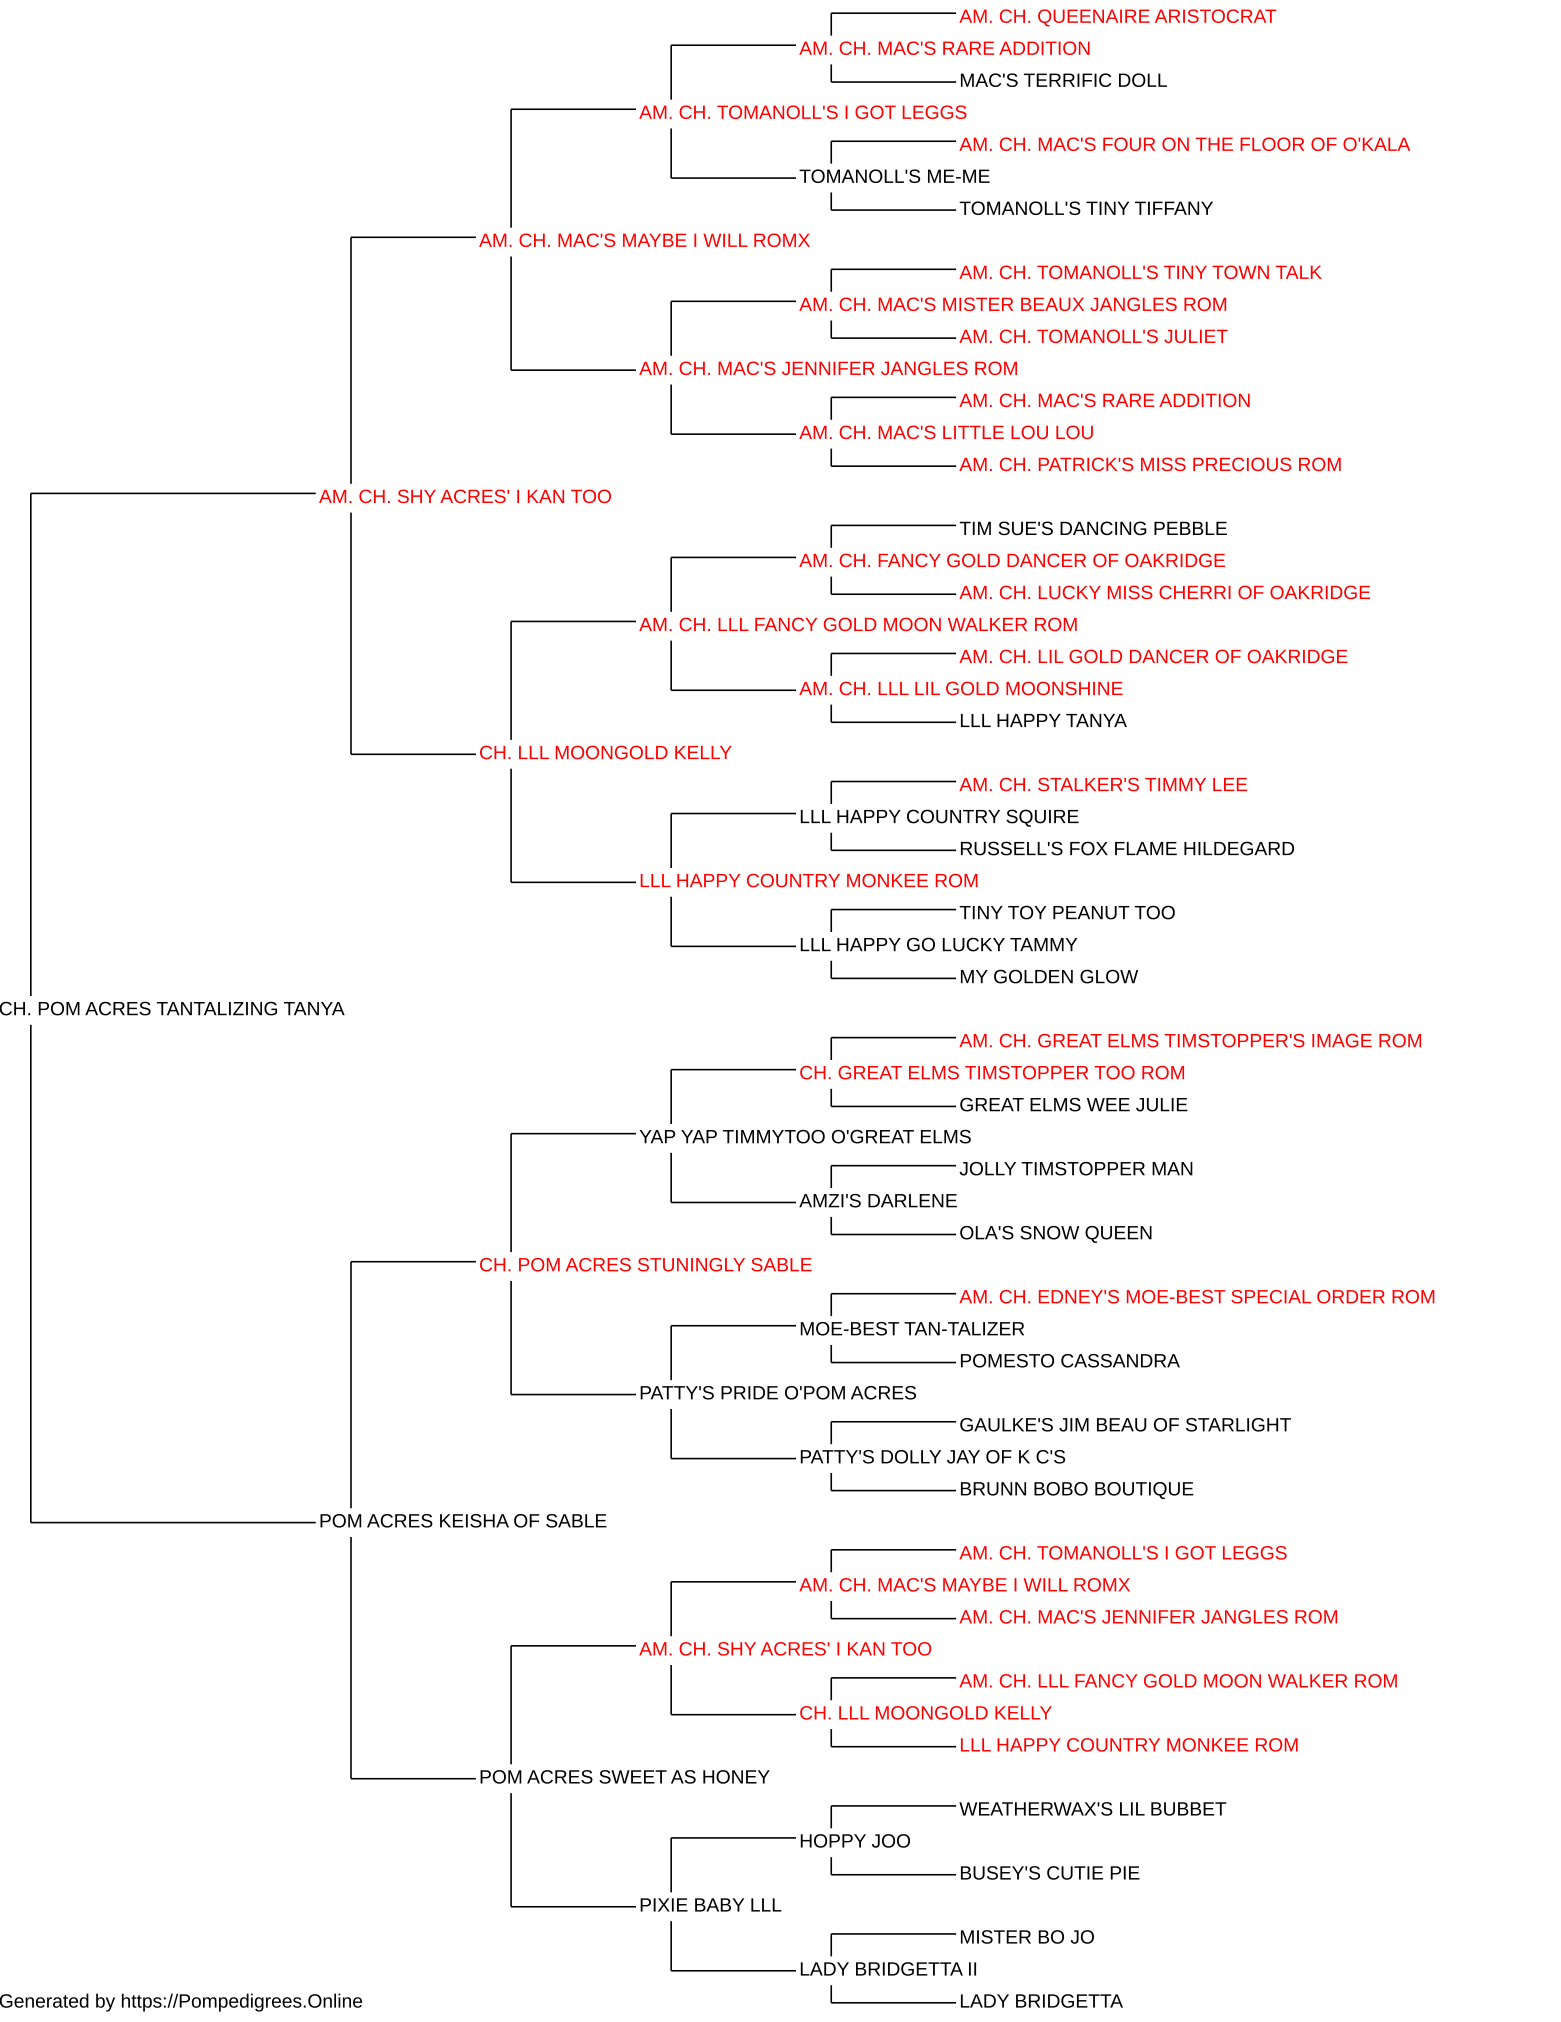 AM. CH. QUEENAIRE ARISTOCRAT
AM. CH. MAC'S RARE ADDITION
MAC'S TERRIFIC DOLL
AM. CH. TOMANOLL'S I GOT LEGGS
AM. CH. MAC'S FOUR ON THE FLOOR OF O'KALA
TOMANOLL'S ME-ME
TOMANOLL'S TINY TIFFANY
AM. CH. MAC'S MAYBE I WILL ROMX
AM. CH. TOMANOLL'S TINY TOWN TALK
AM. CH. MAC'S MISTER BEAUX JANGLES ROM
AM. CH. TOMANOLL'S JULIET
AM. CH. MAC'S JENNIFER JANGLES ROM
AM. CH. MAC'S RARE ADDITION
AM. CH. MAC'S LITTLE LOU LOU
AM. CH. PATRICK'S MISS PRECIOUS ROM
AM. CH. SHY ACRES' I KAN TOO
TIM SUE'S DANCING PEBBLE
AM. CH. FANCY GOLD DANCER OF OAKRIDGE
AM. CH. LUCKY MISS CHERRI OF OAKRIDGE
AM. CH. LLL FANCY GOLD MOON WALKER ROM
AM. CH. LIL GOLD DANCER OF OAKRIDGE
AM. CH. LLL LIL GOLD MOONSHINE
LLL HAPPY TANYA
CH. LLL MOONGOLD KELLY
AM. CH. STALKER'S TIMMY LEE
LLL HAPPY COUNTRY SQUIRE
RUSSELL'S FOX FLAME HILDEGARD
LLL HAPPY COUNTRY MONKEE ROM
TINY TOY PEANUT TOO
LLL HAPPY GO LUCKY TAMMY
MY GOLDEN GLOW
CH. POM ACRES TANTALIZING TANYA
AM. CH. GREAT ELMS TIMSTOPPER'S IMAGE ROM
CH. GREAT ELMS TIMSTOPPER TOO ROM
GREAT ELMS WEE JULIE
YAP YAP TIMMYTOO O'GREAT ELMS
JOLLY TIMSTOPPER MAN
AMZI'S DARLENE
OLA'S SNOW QUEEN
CH. POM ACRES STUNINGLY SABLE
AM. CH. EDNEY'S MOE-BEST SPECIAL ORDER ROM
MOE-BEST TAN-TALIZER
POMESTO CASSANDRA
PATTY'S PRIDE O'POM ACRES
GAULKE'S JIM BEAU OF STARLIGHT
PATTY'S DOLLY JAY OF K C'S
BRUNN BOBO BOUTIQUE
POM ACRES KEISHA OF SABLE
AM. CH. TOMANOLL'S I GOT LEGGS
AM. CH. MAC'S MAYBE I WILL ROMX
AM. CH. MAC'S JENNIFER JANGLES ROM
AM. CH. SHY ACRES' I KAN TOO
AM. CH. LLL FANCY GOLD MOON WALKER ROM
CH. LLL MOONGOLD KELLY
LLL HAPPY COUNTRY MONKEE ROM
POM ACRES SWEET AS HONEY
WEATHERWAX'S LIL BUBBET
HOPPY JOO
BUSEY'S CUTIE PIE
PIXIE BABY LLL
MISTER BO JO
LADY BRIDGETTA II
LADY BRIDGETTA
Generated by https://Pompedigrees.Online